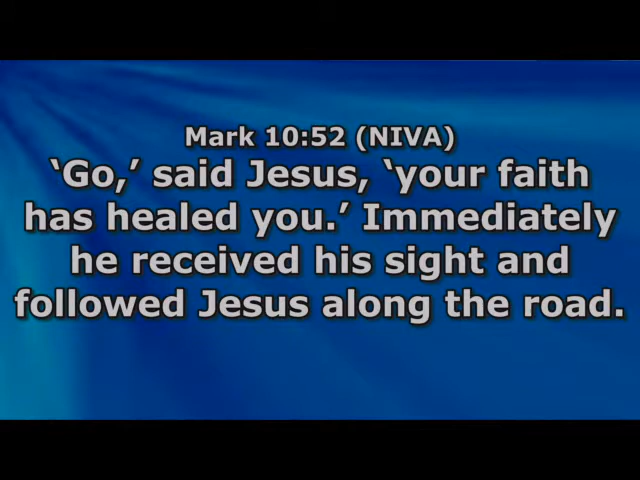 Mark 10:52 (NIVA)
‘Go,’ said Jesus, ‘your faith
has healed you.’ Immediately
he received his sight and
followed Jesus along the road.